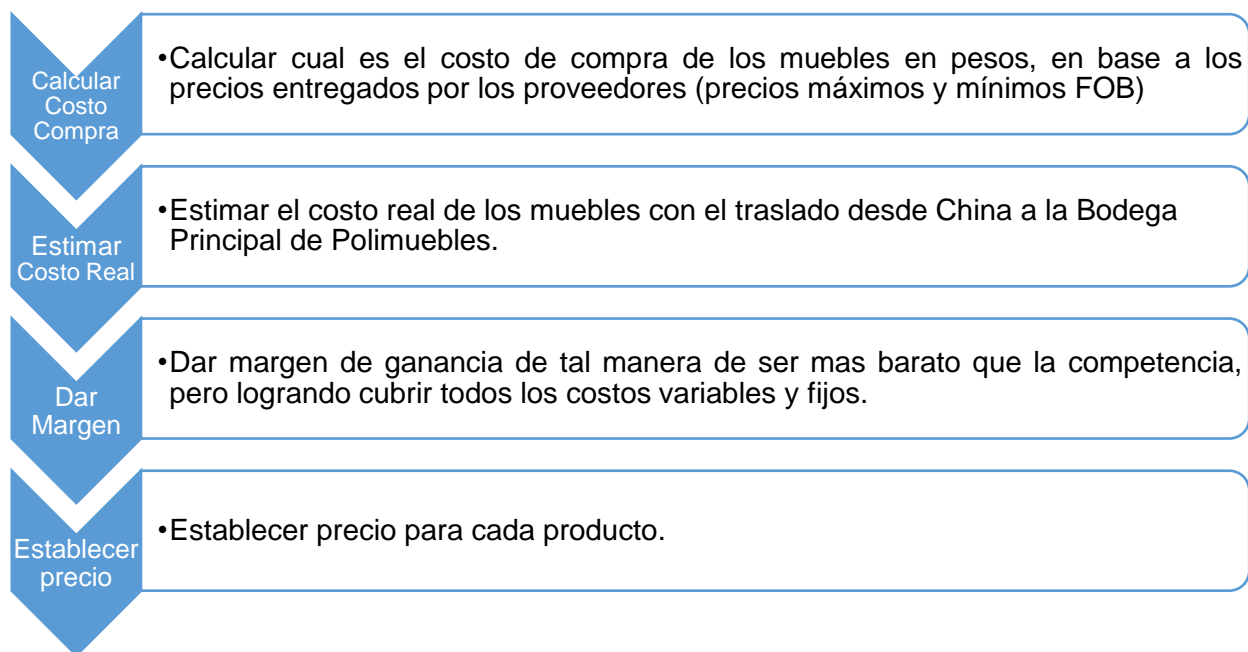 Calcular
Costo
Compra
•Calcular cual es el costo de compra de los muebles en pesos, en base a los
precios entregados por los proveedores (precios máximos y mínimos FOB)
Estimar
Costo Real
•Estimar el costo real de los muebles con el traslado desde China a la Bodega
Principal de Polimuebles.
Dar
Margen
•Dar margen de ganancia de tal manera de ser mas barato que la competencia,
pero logrando cubrir todos los costos variables y fijos.
Establecer
precio
•Establecer precio para cada producto.